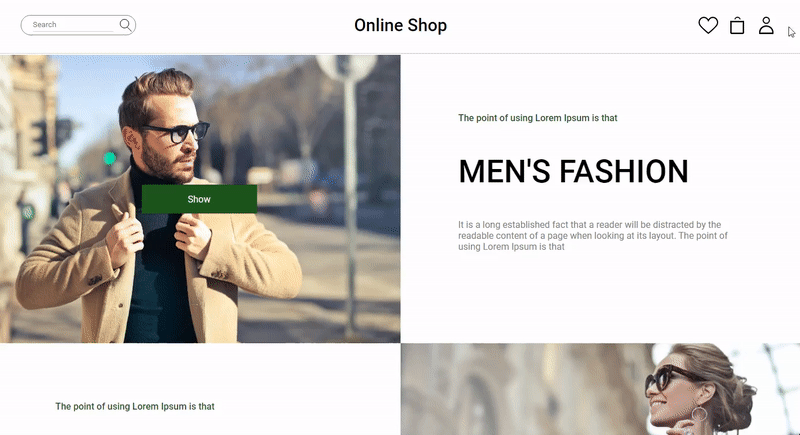 Search
Online Shop
Show
The point of using Lorem Ipsum is that
MEN'S FASHION
It is a long established fact that a reader will be distracted by the
readable content of a page when looking at its layout. The point of
using Lorem Ipsum is that
The point of using Lorem Ipsum is that